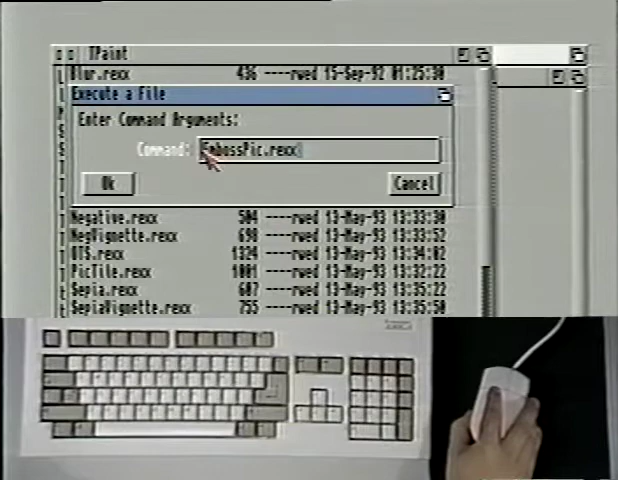 TPaint
Blur.rexx 436 ----rwed 15-Sep-92 01:25:30
Execute a File
Enter Command Arguments:
Command: EmbossPic.rexx
Ok Cancel
Negative.rexx 504 ----rwed 13-May-93 13:33:30
NegVignette.rexx 698 ----rwed 13-May-93 13:33:52
OTS.rexx 1324 ----rwed 13-May-93 13:34:02
PicTile.rexx 1001 ----rwed 13-May-93 13:32:22
Sepia.rexx 607 ----rwed 13-May-93 13:35:22
SepiaVignette.rexx 755 ----rwed 13-May-93 13:35:50